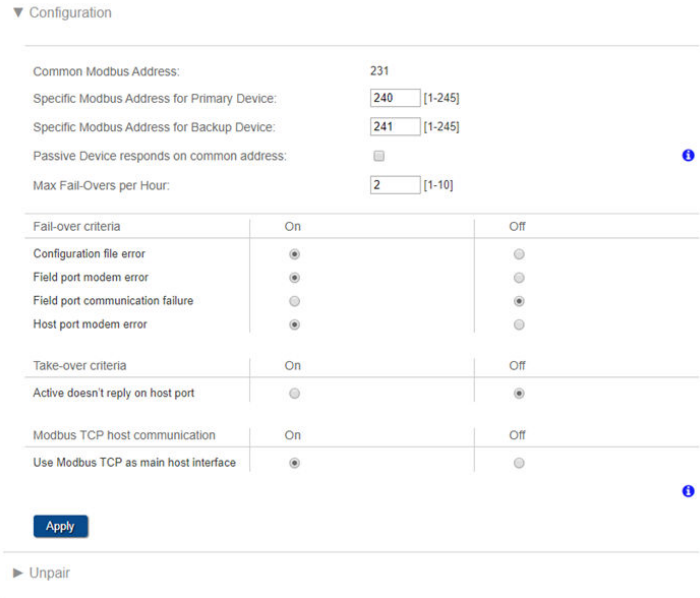 Configuration
Common Modbus Address: 231
Specific Modbus Address for Primary Device: 240 [1-245]
Specific Modbus Address for Backup Device: 241 [1-245]
Passive Device responds on common address:
Max Fail-Overs per Hour: 2 [1-10]
Fail-over criteria On Off
Configuration file error
Field port modem error
Field port communication failure
Host port modem error
Take-over criteria On Off
Active doesn't reply on host port
Modbus TCP host communication On Off
Use Modbus TCP as main host interface
Apply
Unpair